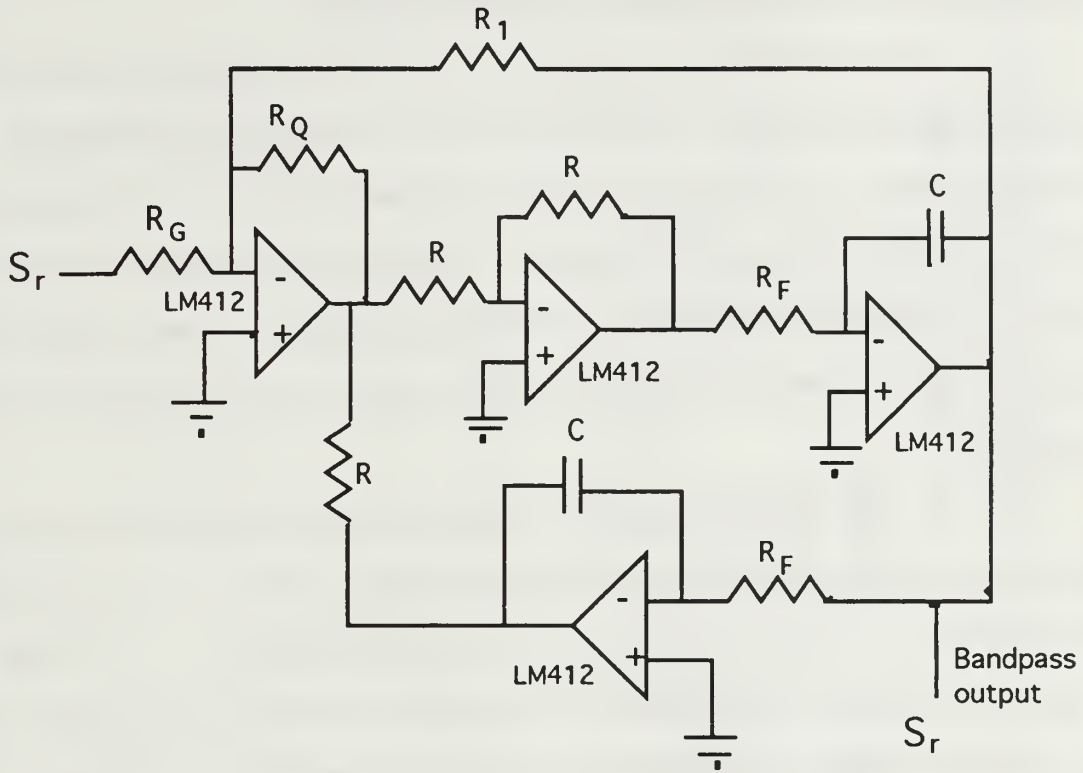 R1
RQ
R
C
RG
R
RF
Sr
LM412
-
+
-
+
LM412
-
+
LM412
C
R
RF
-
+
LM412
Bandpass
output
Sr